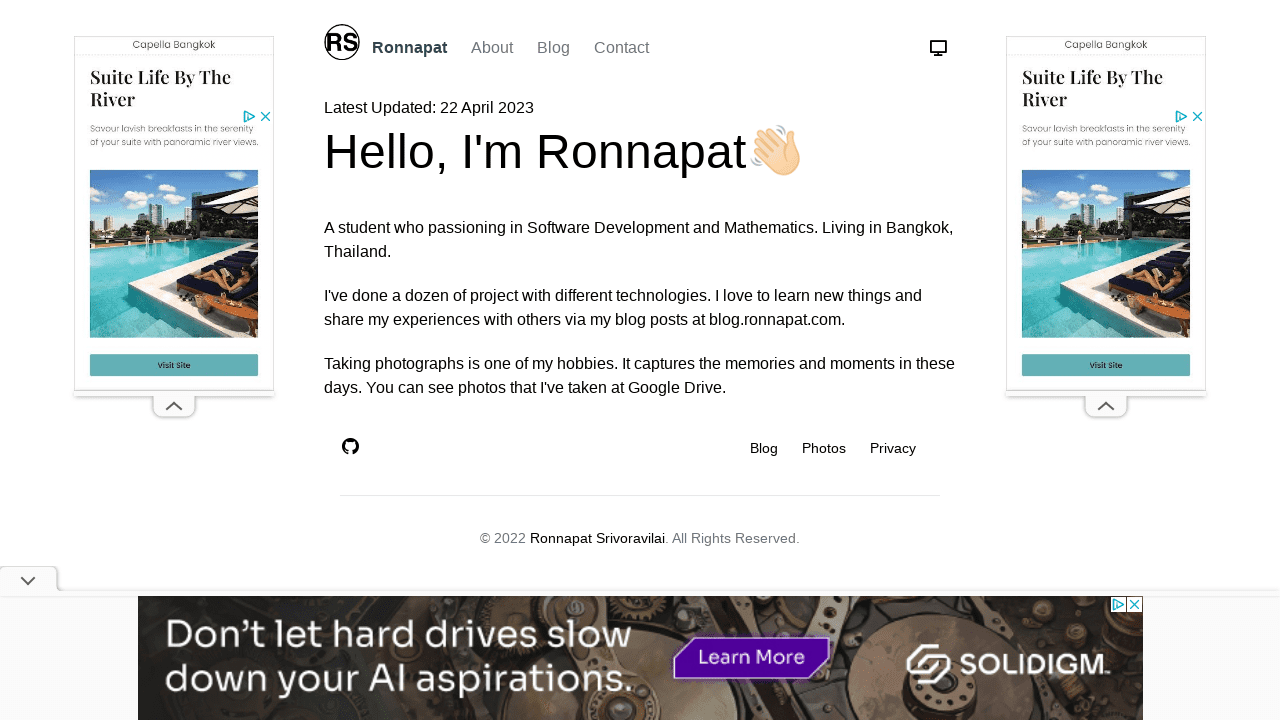 RS
Ronnapat About Blog Contact
Latest Updated: 22 April 2023
Hello, I'm Ronnapat👋🏻
A student who passioning in Software Development and Mathematics. Living in Bangkok,
Thailand.
I've done a dozen of project with different technologies. I love to learn new things and
share my experiences with others via my blog posts at blog.ronnapat.com.
Taking photographs is one of my hobbies. It captures the memories and moments in these
days. You can see photos that I've taken at Google Drive.
Blog Photos Privacy
© 2022 Ronnapat Srivoravilai. All Rights Reserved.
Capella Bangkok
Suite Life By The
River
Savour lavish breakfasts in the serenity
of your suite with panoramic river views.
Visit Site
Capella Bangkok
Suite Life By The
River
Savour lavish breakfasts in the serenity
of your suite with panoramic river views.
Visit Site
Don't let hard drives slow
down your AI aspirations.
Learn More
SOLIDIGM™